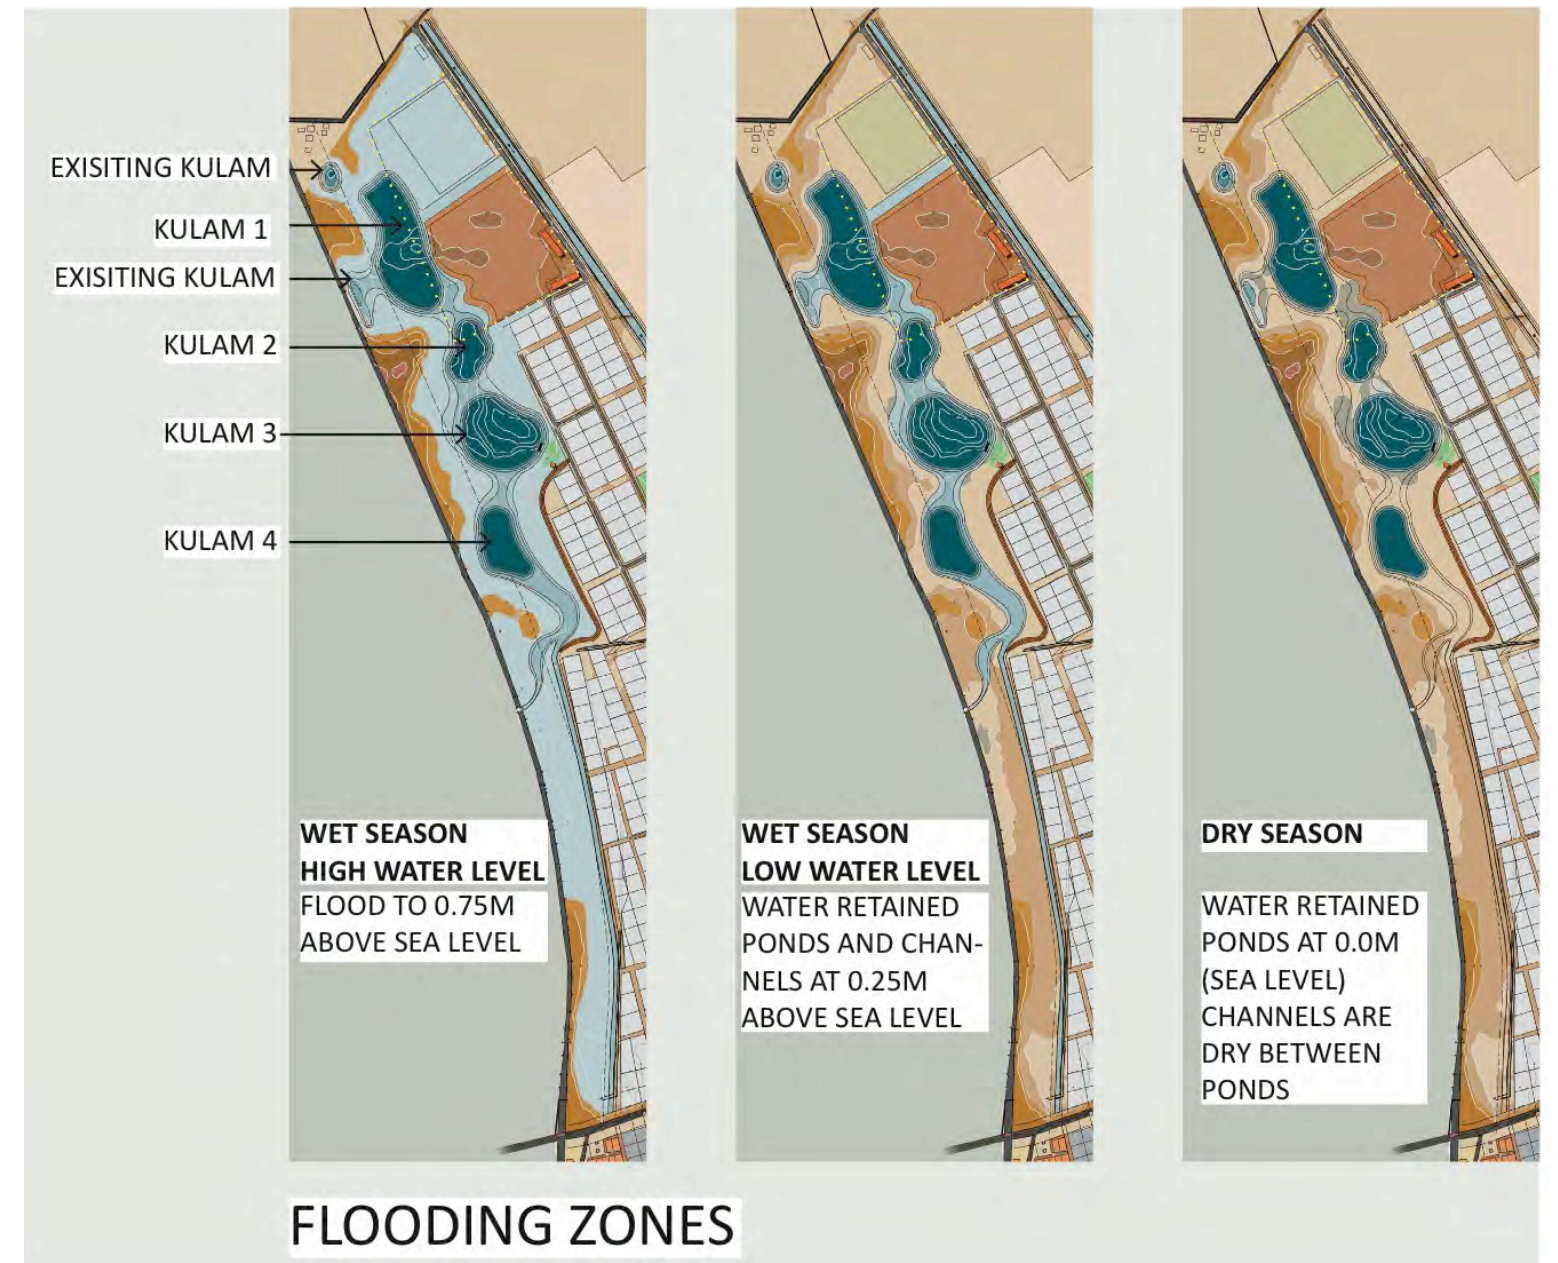 EXISITING KULAM
KULAM 1
EXISITING KULAM
KULAM 2
KULAM 3
KULAM 4
WET SEASON
HIGH WATER LEVEL
FLOOD TO 0.75M
ABOVE SEA LEVEL
WET SEASON
LOW WATER LEVEL
WATER RETAINED
PONDS AND CHAN-
NELS AT 0.25M
ABOVE SEA LEVEL
DRY SEASON
WATER RETAINED
PONDS AT 0.0M
(SEA LEVEL)
CHANNELS ARE
DRY BETWEEN
PONDS
FLOODING ZONES